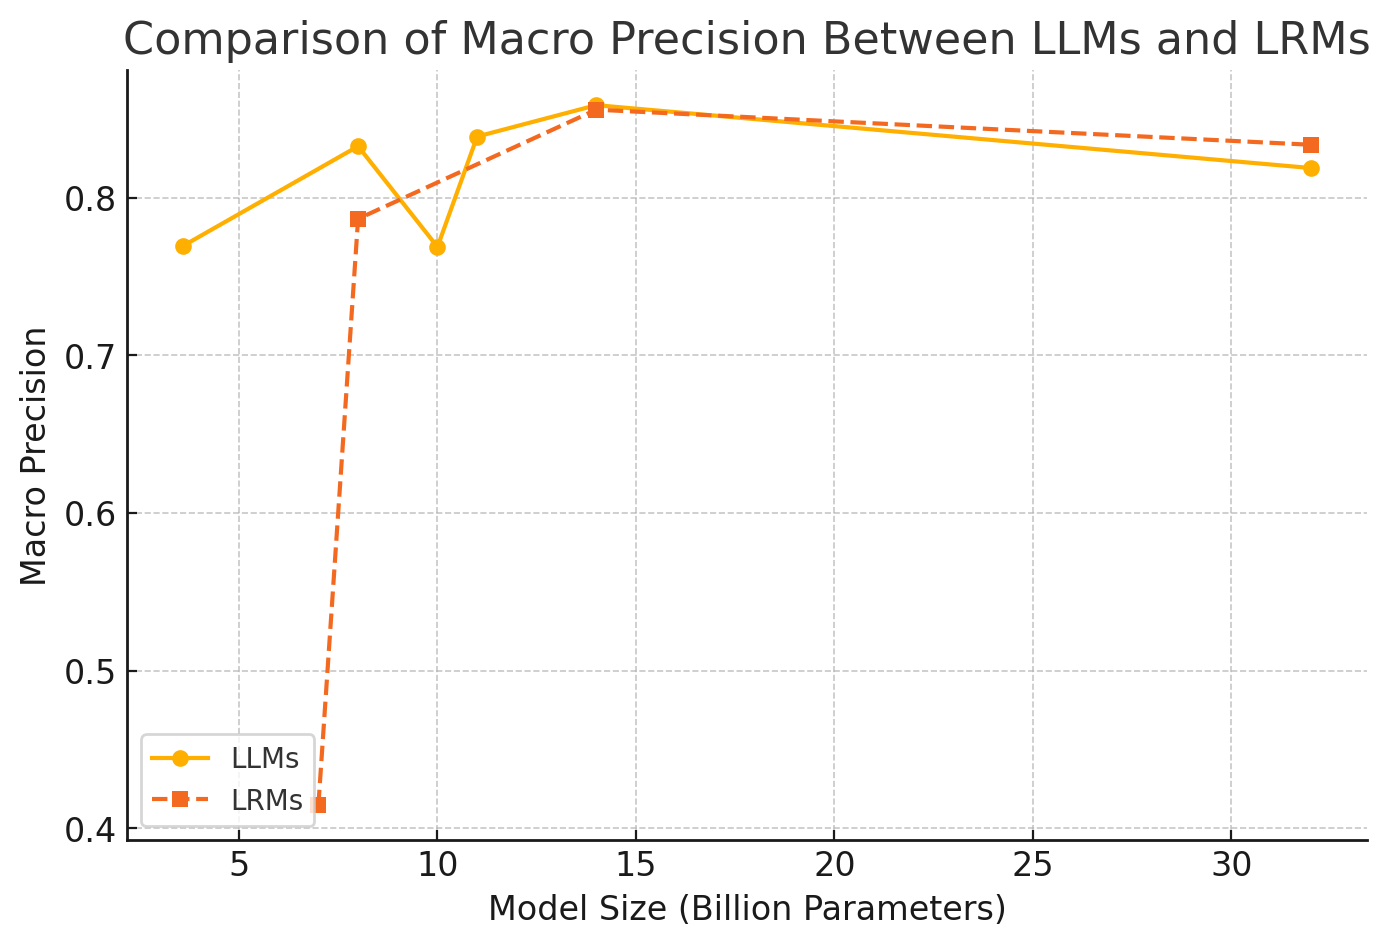 Comparison of Macro Precision Between LLMs and LRMs
Macro Precision
0.8
0.7
0.6
0.5
0.4
LLMs
LRMs
5 10 15 20 25 30
Model Size (Billion Parameters)